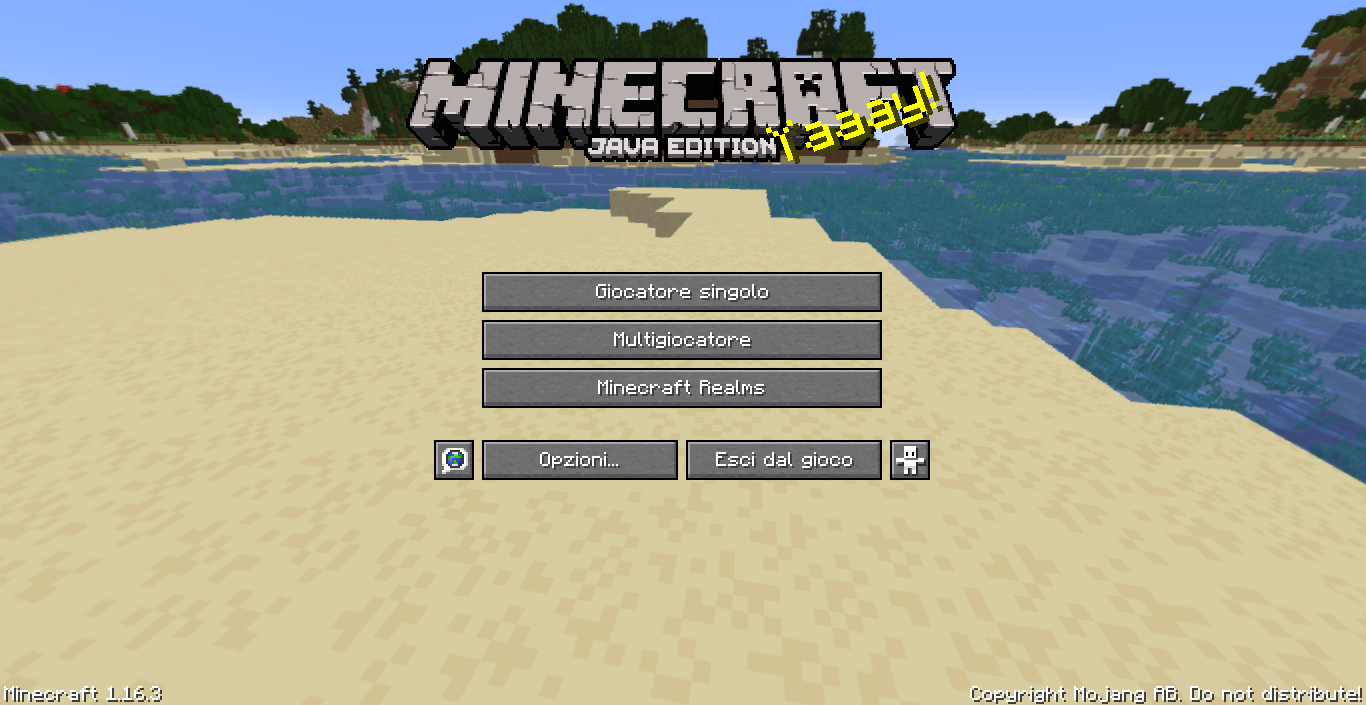 MINECRAFT
JAVA EDITION
Yaaay!
Giocatore singolo
Multigiocatore
Minecraft Realms
Opzioni...
Esci dal gioco
Minecraft 1.16.3
Copyright Mojang AB. Do not distribute!